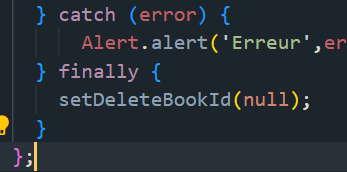 } catch (error) {
Alert.alert('Erreur',er
} finally {
setDeleteBookId(null);
}
};